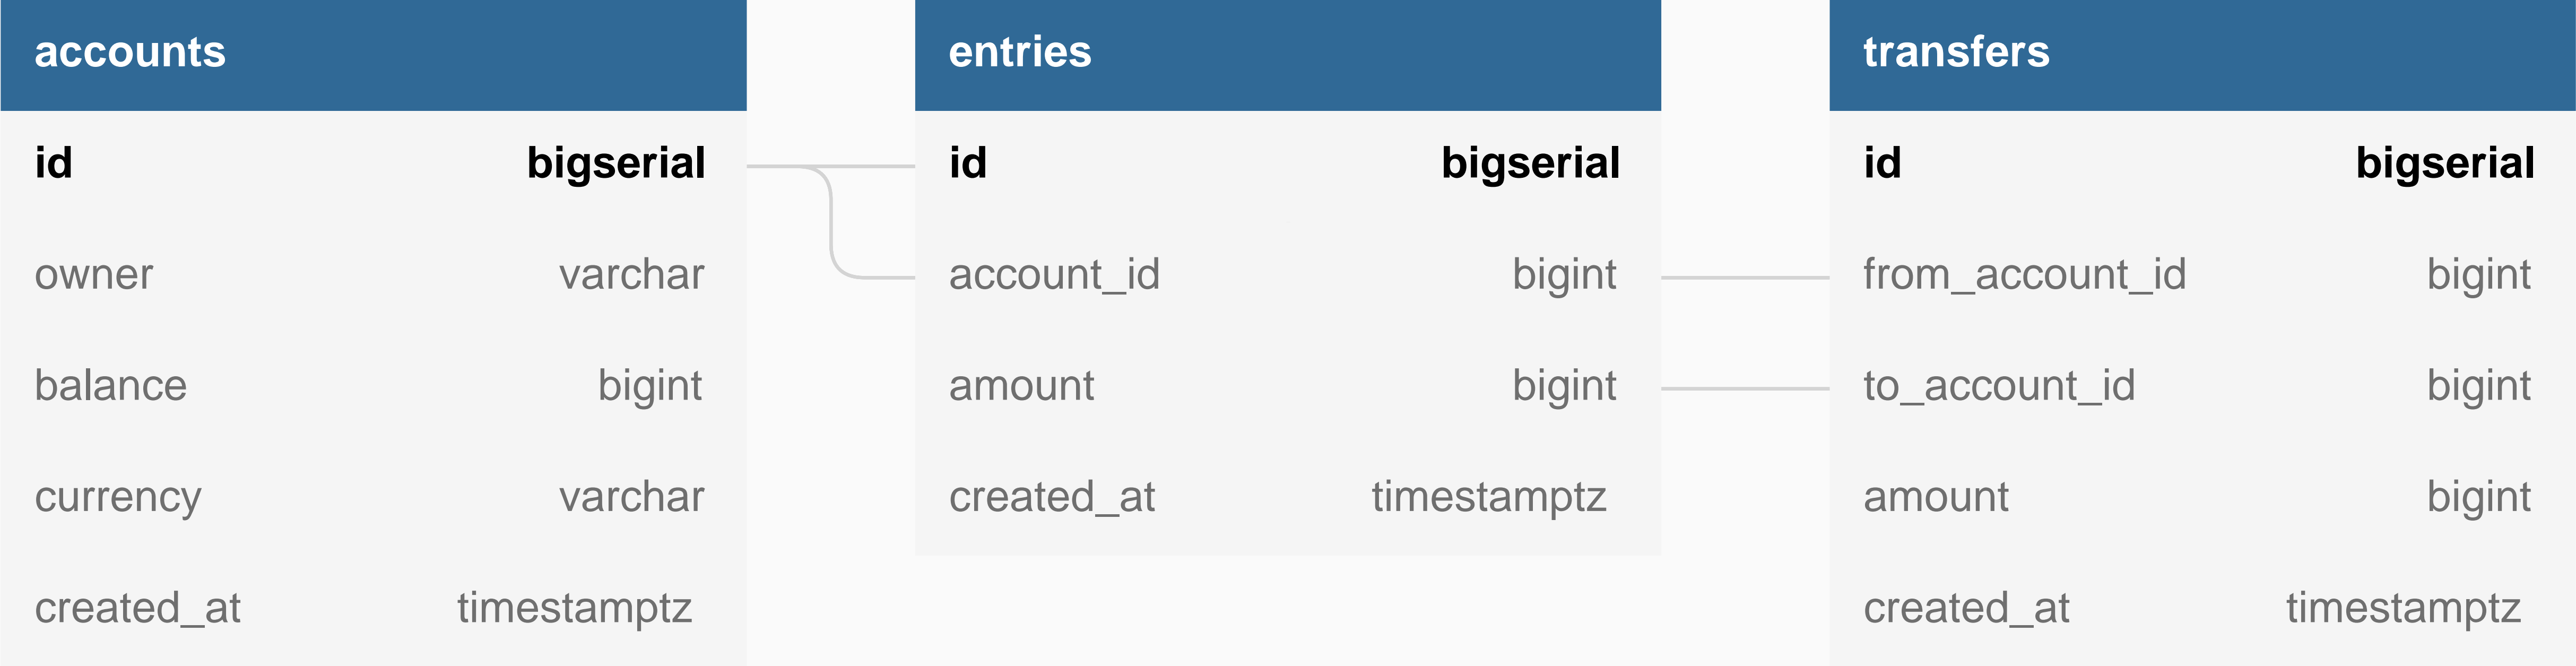 accounts
id bigserial
owner varchar
balance bigint
currency varchar
created_at timestamptz
entries
id bigserial
account_id bigint
amount bigint
created_at timestamptz
transfers
id bigserial
from_account_id bigint
to_account_id bigint
amount bigint
created_at timestamptz